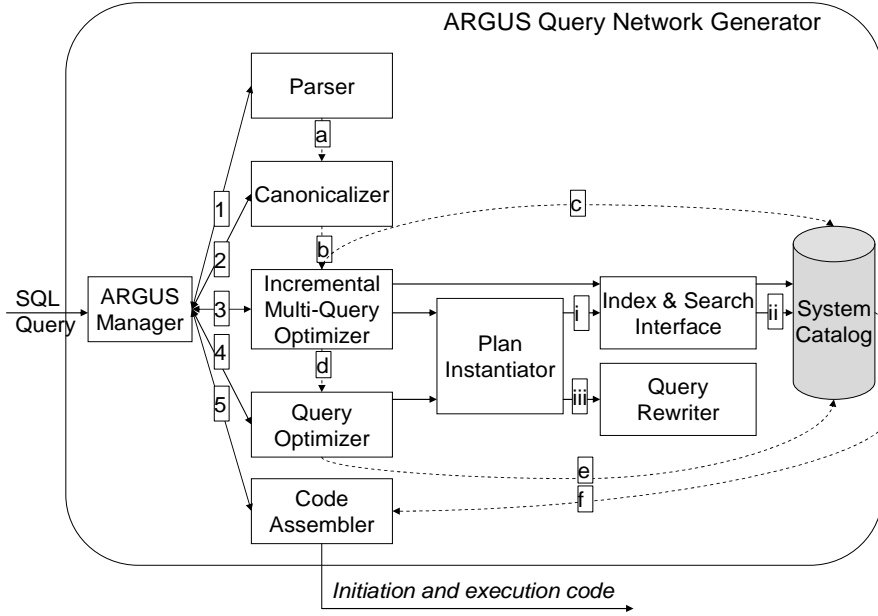 ARGUS Query Network Generator
Parser
a
Canonicalizer
1
c
2
b
SQL
Query
ARGUS
Manager
3
Incremental
Multi-Query
Optimizer
Index & Search
Interface
System
Catalog
i
ii
Plan
Instantiator
4
d
5
Query
Optimizer
iii
Query
Rewriter
e
f
Code
Assembler
Initiation and execution code